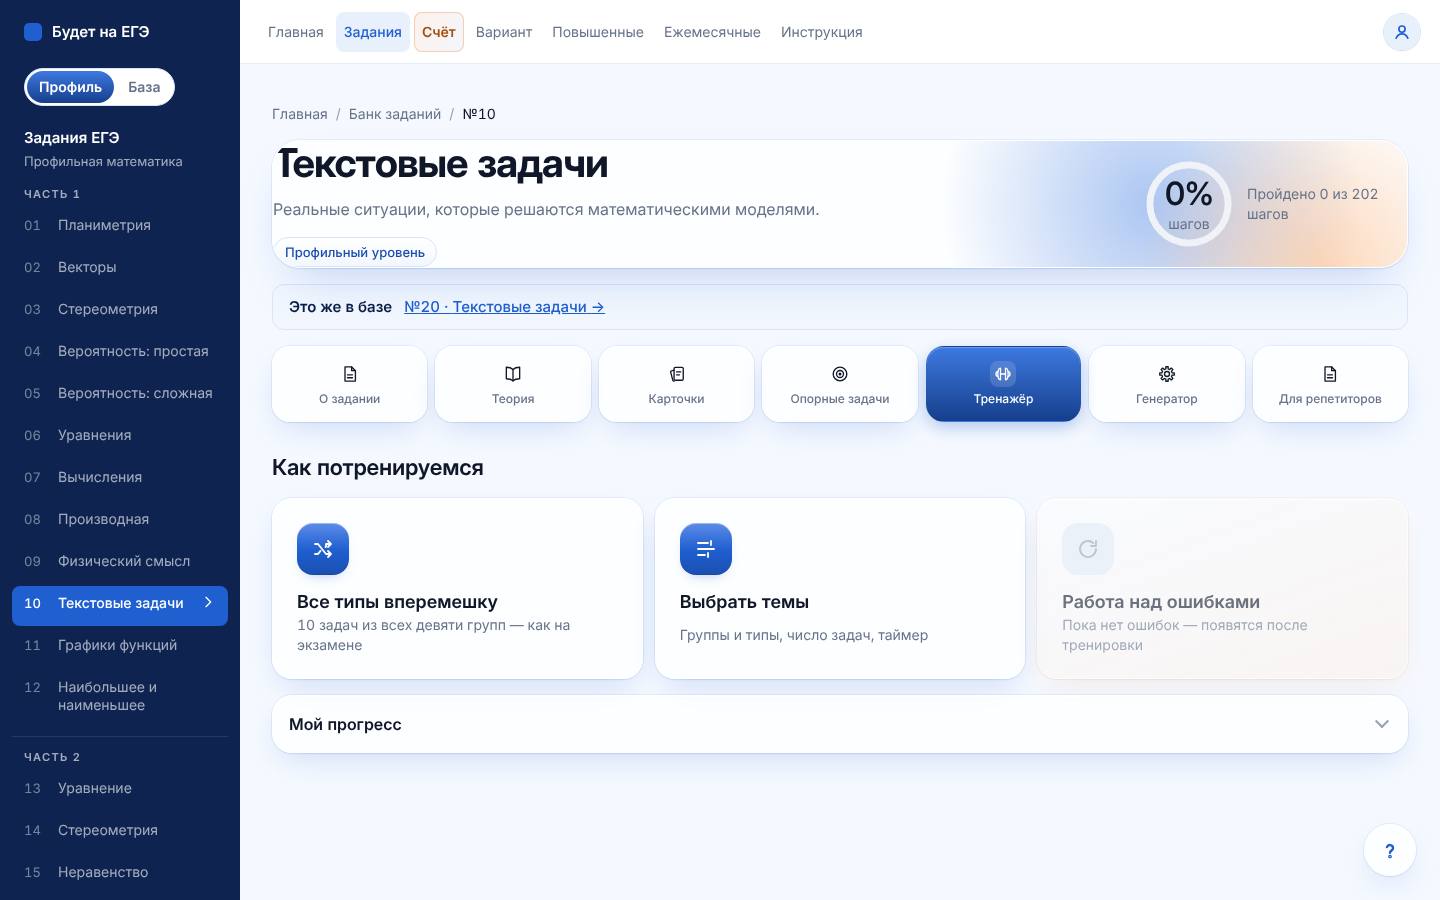 Будет на ЕГЭ
Профиль База
Задания ЕГЭ
Профильная математика
ЧАСТЬ 1
01 Планиметрия
02 Векторы
03 Стереометрия
04 Вероятность: простая
05 Вероятность: сложная
06 Уравнения
07 Вычисления
08 Производная
09 Физический смысл
10 Текстовые задачи
11 Графики функций
12 Наибольшее и
наименьшее
ЧАСТЬ 2
13 Уравнение
14 Стереометрия
15 Неравенство
Главная Задания Счёт Вариант Повышенные Ежемесячные Инструкция
Главная / Банк заданий / №10
Текстовые задачи
Реальные ситуации, которые решаются математическими моделями.
Профильный уровень
0%
шагов
Пройдено 0 из 202
шагов
Это же в базе №20 · Текстовые задачи →
О задании
Теория
Карточки
Опорные задачи
Тренажёр
Генератор
Для репетиторов
Как потренируемся
Все типы вперемешку
10 задач из всех девяти групп — как на
экзамене
Выбрать темы
Группы и типы, число задач, таймер
Работа над ошибками
Пока нет ошибок — появятся после
тренировки
Мой прогресс
?